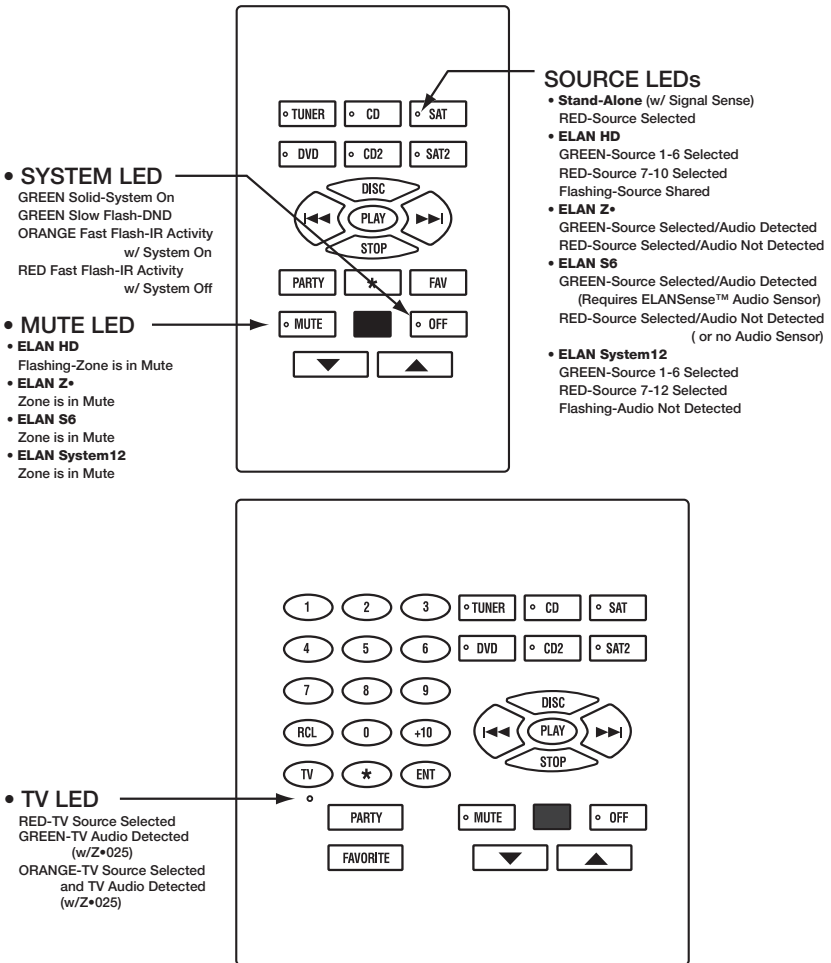 TUNER CD SAT
DVD CD2 SAT2
DISC
PLAY
STOP
PARTY * FAV
MUTE OFF
• SYSTEM LED
GREEN Solid-System On
GREEN Slow Flash-DND
ORANGE Fast Flash-IR Activity
w/ System On
RED Fast Flash-IR Activity
w/ System Off
• MUTE LED
• ELAN HD
Flashing-Zone is in Mute
• ELAN Z•
Zone is in Mute
• ELAN S6
Zone is in Mute
• ELAN System12
Zone is in Mute
SOURCE LEDs
• Stand-Alone (w/ Signal Sense)
RED-Source Selected
• ELAN HD
GREEN-Source 1-6 Selected
RED-Source 7-10 Selected
Flashing-Source Shared
• ELAN Z•
GREEN-Source Selected/Audio Detected
RED-Source Selected/Audio Not Detected
• ELAN S6
GREEN-Source Selected/Audio Detected
(Requires ELANSense™ Audio Sensor)
RED-Source Selected/Audio Not Detected
( or no Audio Sensor)
• ELAN System12
GREEN-Source 1-6 Selected
RED-Source 7-12 Selected
Flashing-Audio Not Detected
1 2 3 TUNER CD SAT
4 5 6 DVD CD2 SAT2
7 8 9
DISC
RCL 0 +10
PLAY
STOP
TV * ENT
PARTY MUTE OFF
FAVORITE
• TV LED
RED-TV Source Selected
GREEN-TV Audio Detected
(w/Z•025)
ORANGE-TV Source Selected
and TV Audio Detected
(w/Z•025)